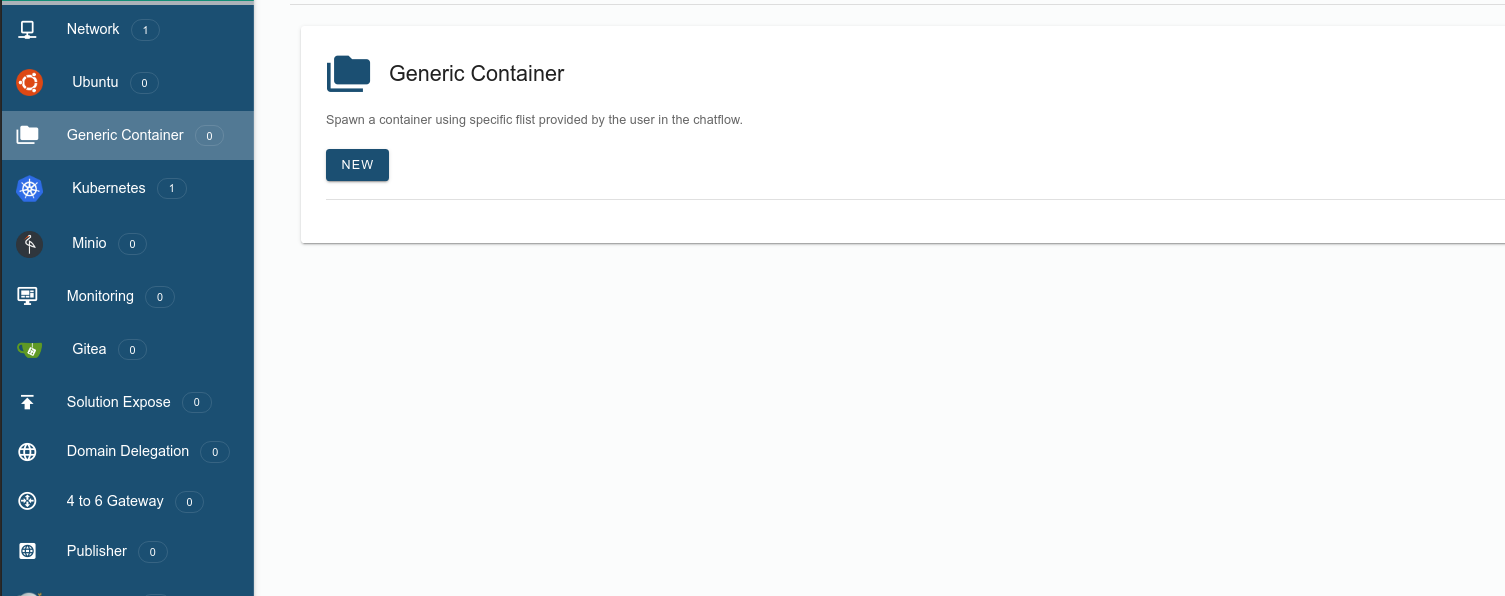 Network 1
Ubuntu 0
Generic Container 0
Kubernetes 1
Minio 0
Monitoring 0
Gitea 0
Solution Expose 0
Domain Delegation 0
4 to 6 Gateway 0
Publisher 0
Generic Container
Spawn a container using specific flist provided by the user in the chatflow.
NEW